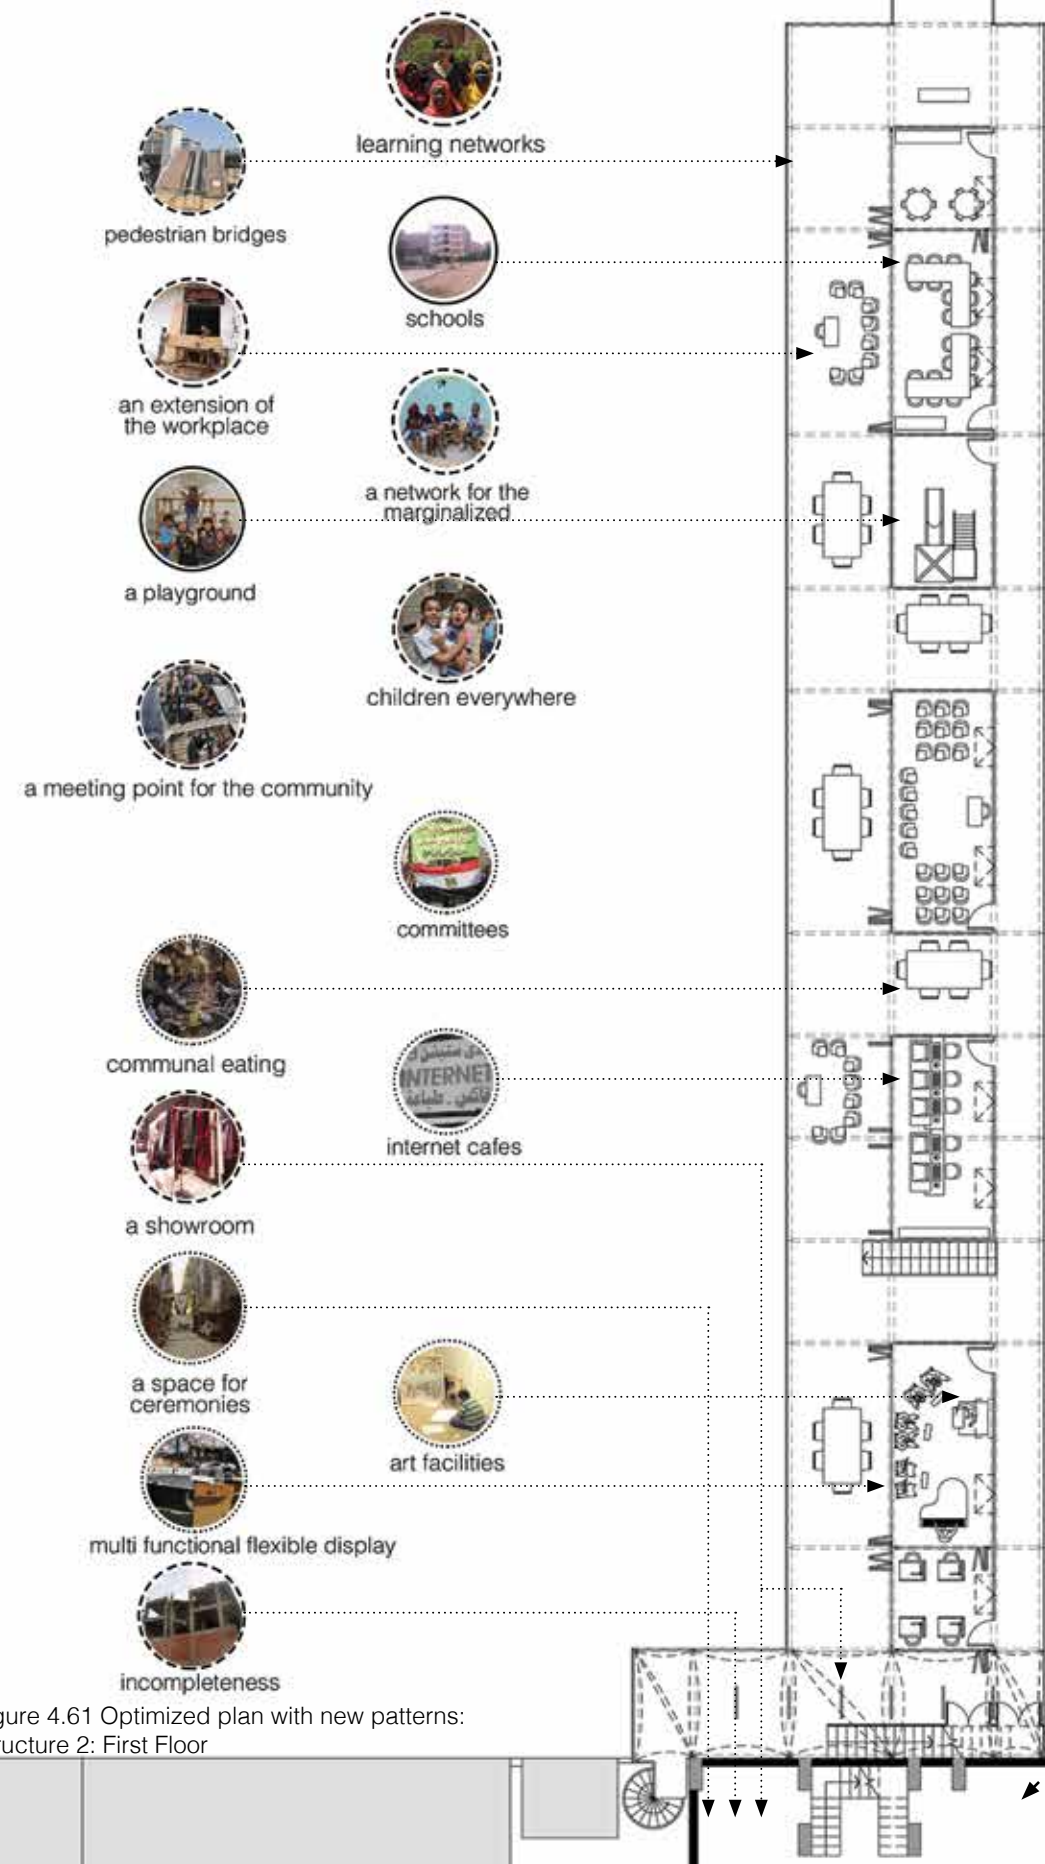 learning networks
pedestrian bridges
schools
an extension of
the workplace
a network for the
marginalized
a playground
children everywhere
a meeting point for the community
committees
communal eating
INTERNET
internet cafes
a showroom
a space for
ceremonies
art facilities
multi functional flexible display
incompleteness
gure 4.61 Optimized plan with new patterns:
ructure 2: First Floor